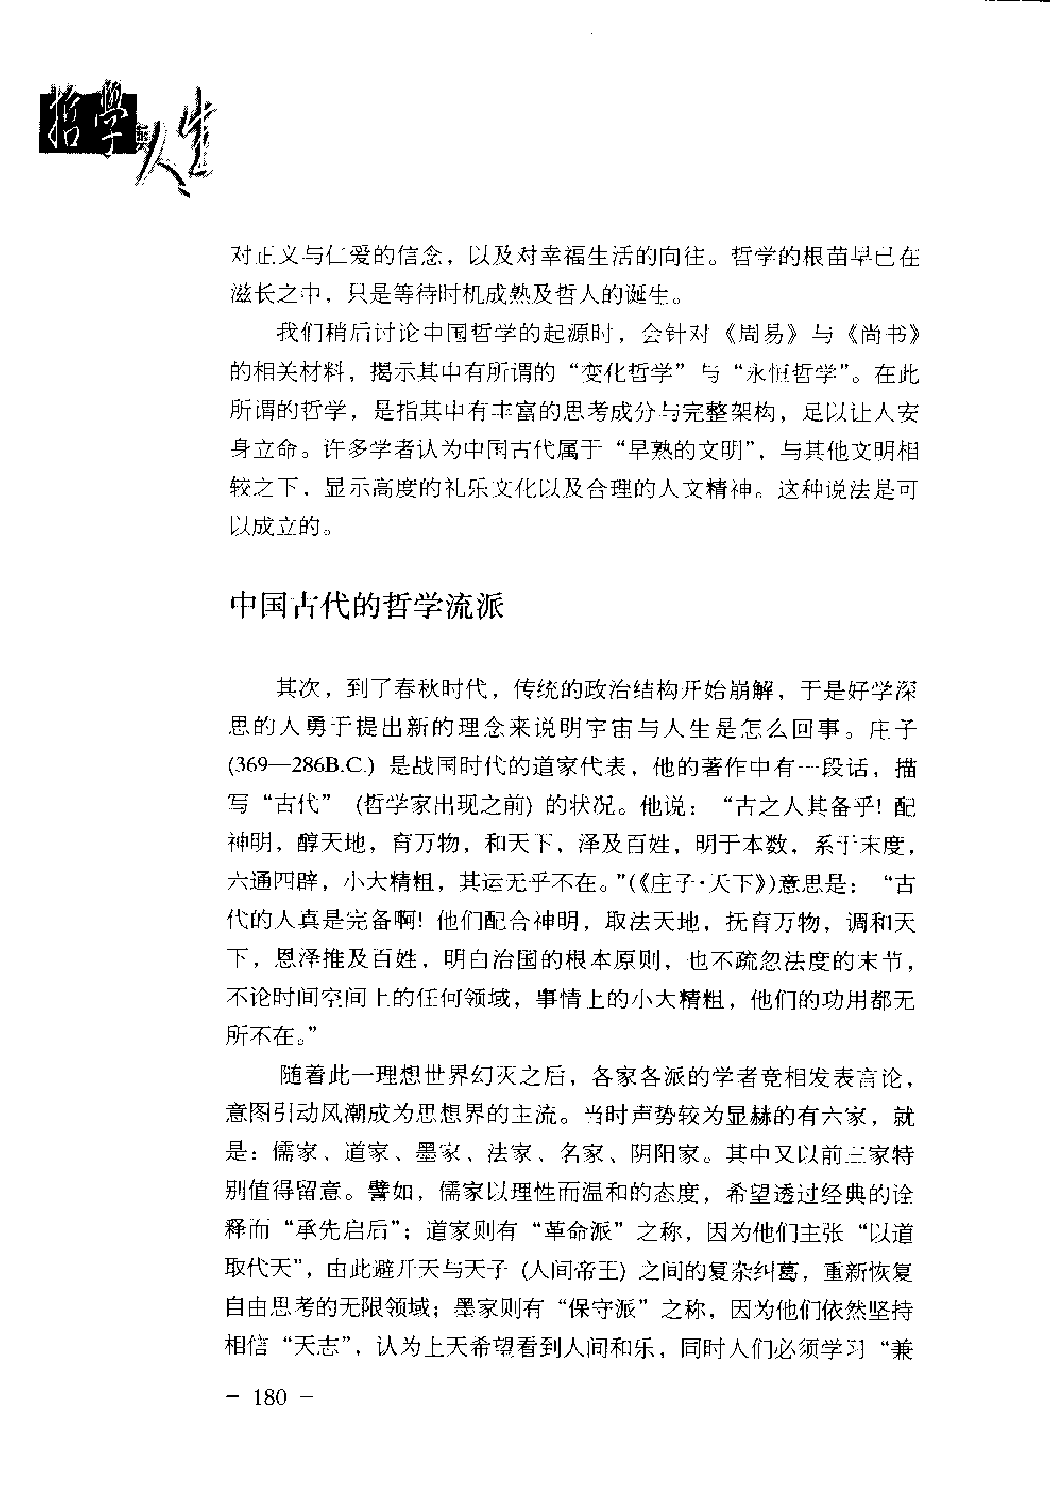 哲學與人生
对正义与仁爱的信念，以及对幸福生活的向往。哲学的根苗早已在
滋长之中，只是等待时机成熟及哲人的诞生。
我们稍后讨论中国哲学的起源时，会针对《周易》与《尚书》
的相关材料，揭示其中有所谓的“变化哲学”与“永恒哲学”。在此
所谓的哲学，是指其中有丰富的思考成分与完整架构，足以让人安
身立命。许多学者认为中国古代属于“早熟的文明”，与其他文明相
较之下，显示高度的礼乐文化以及合理的人文精神。这种说法是可
以成立的。
中国古代的哲学流派
其次，到了春秋时代，传统的政治结构开始崩解，于是好学深
思的人勇于提出新的理念来说明宇宙与人生是怎么回事。庄子
(369—286B.C.) 是战国时代的道家代表，他的著作中有一段话，描
写“古代” (哲学家出现之前) 的状况。他说：“古之人其备乎! 配
神明，醇天地，育万物，和天下，泽及百姓，明于本数，系于末度，
六通四辟，小大精粗，其运无乎不在。”(《庄子·天下》)意思是：“古
代的人真是完备啊! 他们配合神明，取法天地，抚育万物，调和天
下，恩泽推及百姓，明白治国的根本原则，也不疏忽法度的末节，
不论时间空间上的任何领域，事情上的小大精粗，他们的功用都无
所不在。”
随着此一理想世界幻灭之后，各家各派的学者竞相发表言论，
意图引动风潮成为思想界的主流。当时声势较为显赫的有六家，就
是：儒家、道家、墨家、法家、名家、阴阳家。其中又以前三家特
别值得留意。譬如，儒家以理性而温和的态度，希望透过经典的诠
释而“承先启后”；道家则有“革命派”之称，因为他们主张“以道
取代天”，由此避开天与天子 (人间帝王) 之间的复杂纠葛，重新恢复
自由思考的无限领域；墨家则有“保守派”之称，因为他们依然坚持
相信“天志”，认为上天希望看到人间和乐，同时人们必须学习“兼
－ 180 －